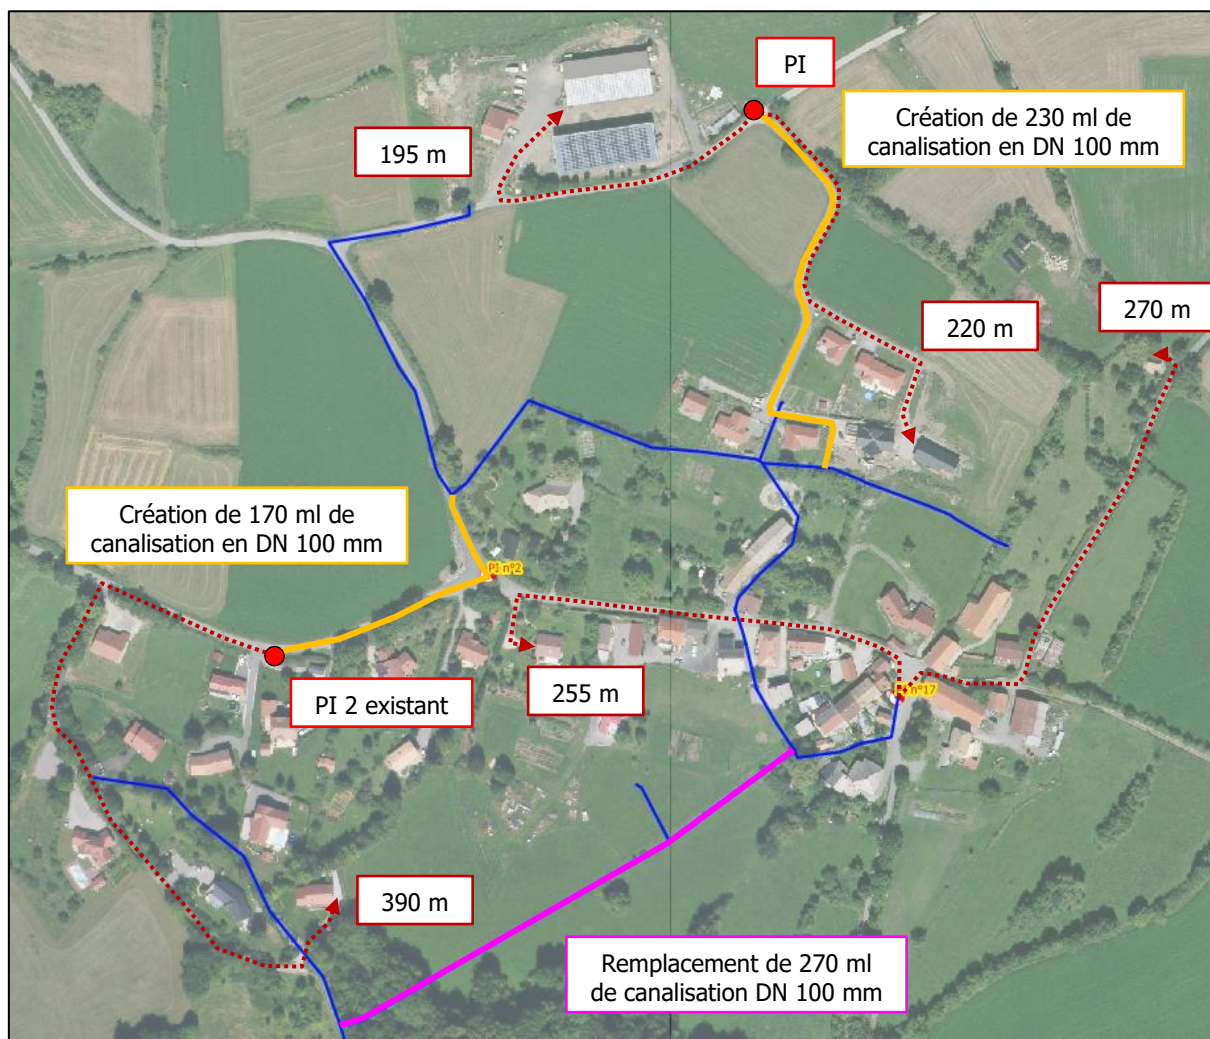 PI
Création de 230 ml de
canalisation en DN 100 mm
195 m
270 m
220 m
Création de 170 ml de
canalisation en DN 100 mm
PI n°2
255 m
PI 2 existant
n°17
390 m
Remplacement de 270 ml
de canalisation DN 100 mm